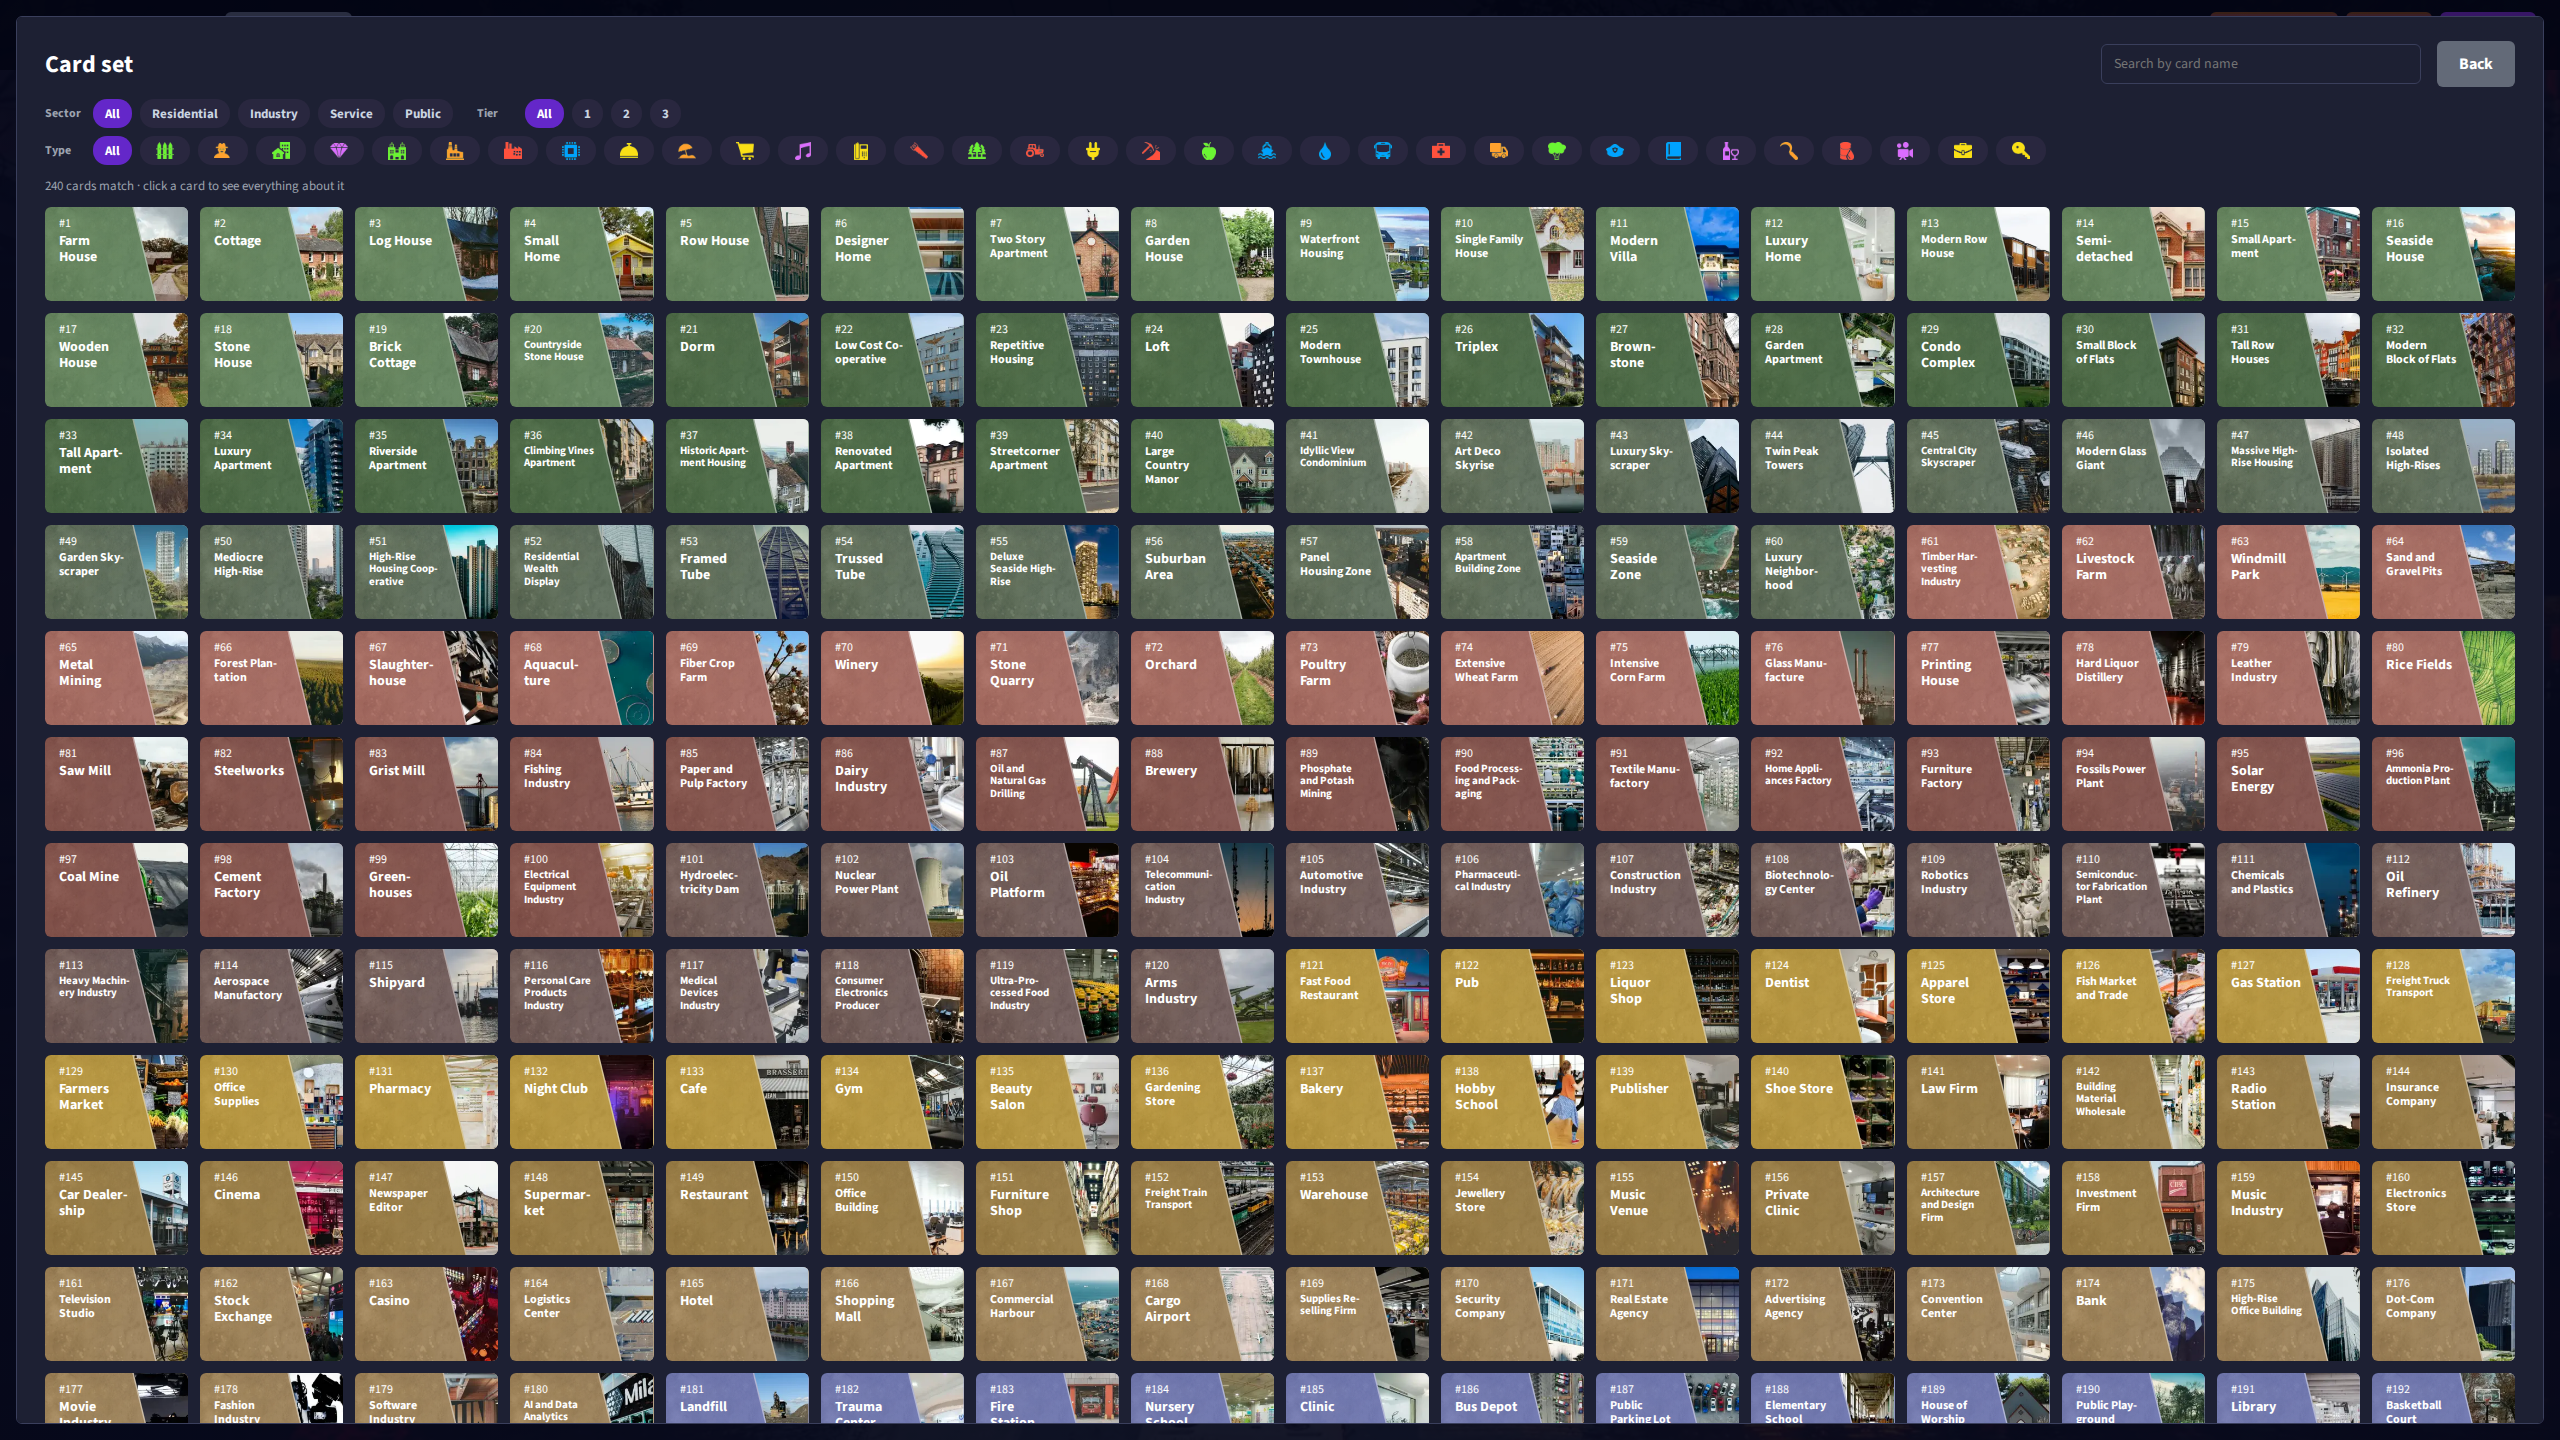 Card set
Search by card name
Back
Sector All Residential Industry Service Public Tier All 1 2 3
Type All
240 cards match · click a card to see everything about it
#1
Farm
House
#2
Cottage
#3
Log House
#4
Small
Home
#5
Row House
#6
Designer
Home
#7
Two Story
Apartment
#8
Garden
House
#9
Waterfront
Housing
#10
Single Family
House
#11
Modern
Villa
#12
Luxury
Home
#13
Modern Row
House
#14
Semi-
detached
#15
Small Apart-
ment
#16
Seaside
House
#17
Wooden
House
#18
Stone
House
#19
Brick
Cottage
#20
Countryside
Stone House
#21
Dorm
#22
Low Cost Co-
operative
#23
Repetitive
Housing
#24
Loft
#25
Modern
Townhouse
#26
Triplex
#27
Brown-
stone
#28
Garden
Apartment
#29
Condo
Complex
#30
Small Block
of Flats
#31
Tall Row
Houses
#32
Modern
Block of Flats
#33
Tall Apart-
ment
#34
Luxury
Apartment
#35
Riverside
Apartment
#36
Climbing Vines
Apartment
#37
Historic Apart-
ment Housing
#38
Renovated
Apartment
#39
Streetcorner
Apartment
#40
Large
Country
Manor
#41
Idyllic View
Condominium
#42
Art Deco
Skyrise
#43
Luxury Sky-
scraper
#44
Twin Peak
Towers
#45
Central City
Skyscraper
#46
Modern Glass
Giant
#47
Massive High-
Rise Housing
#48
Isolated
High-Rises
#49
Garden Sky-
scraper
#50
Mediocre
High-Rise
#51
High-Rise
Housing Coop-
erative
#52
Residential
Wealth
Display
#53
Framed
Tube
#54
Trussed
Tube
#55
Deluxe
Seaside High-
Rise
#56
Suburban
Area
#57
Panel
Housing Zone
#58
Apartment
Building Zone
#59
Seaside
Zone
#60
Luxury
Neighbor-
hood
#61
Timber Har-
vesting
Industry
#62
Livestock
Farm
#63
Windmill
Park
#64
Sand and
Gravel Pits
#65
Metal
Mining
#66
Forest Plan-
tation
#67
Slaughter-
house
#68
Aquacul-
ture
#69
Fiber Crop
Farm
#70
Winery
#71
Stone
Quarry
#72
Orchard
#73
Poultry
Farm
#74
Extensive
Wheat Farm
#75
Intensive
Corn Farm
#76
Glass Manu-
facture
#77
Printing
House
#78
Hard Liquor
Distillery
#79
Leather
Industry
#80
Rice Fields
#81
Saw Mill
#82
Steelworks
#83
Grist Mill
#84
Fishing
Industry
#85
Paper and
Pulp Factory
#86
Dairy
Industry
#87
Oil and
Natural Gas
Drilling
#88
Brewery
#89
Phosphate
and Potash
Mining
#90
Food Process-
ing and Pack-
aging
#91
Textile Manu-
factory
#92
Home Appli-
ances Factory
#93
Furniture
Factory
#94
Fossils Power
Plant
#95
Solar
Energy
#96
Ammonia Pro-
duction Plant
#97
Coal Mine
#98
Cement
Factory
#99
Green-
houses
#100
Electrical
Equipment
Industry
#101
Hydroelec-
tricity Dam
#102
Nuclear
Power Plant
#103
Oil
Platform
#104
Telecommuni-
cation
Industry
#105
Automotive
Industry
#106
Pharmaceuti-
cal Industry
#107
Construction
Industry
#108
Biotechnolo-
gy Center
#109
Robotics
Industry
#110
Semiconduc-
tor Fabrication
Plant
#111
Chemicals
and Plastics
#112
Oil
Refinery
#113
Heavy Machin-
ery Industry
#114
Aerospace
Manufactory
#115
Shipyard
#116
Personal Care
Products
Industry
#117
Medical
Devices
Industry
#118
Consumer
Electronics
Producer
#119
Ultra-Pro-
cessed Food
Industry
#120
Arms
Industry
#121
Fast Food
Restaurant
#122
Pub
#123
Liquor
Shop
#124
Dentist
#125
Apparel
Store
#126
Fish Market
and Trade
#127
Gas Station
#128
Freight Truck
Transport
#129
Farmers
Market
#130
Office
Supplies
#131
Pharmacy
#132
Night Club
#133
Cafe
BRASSERIE
#134
Gym
#135
Beauty
Salon
#136
Gardening
Store
#137
Bakery
#138
Hobby
School
#139
Publisher
#140
Shoe Store
#141
Law Firm
#142
Building
Material
Wholesale
#143
Radio
Station
#144
Insurance
Company
#145
Car Dealer-
ship
#146
Cinema
#147
Newspaper
Editor
#148
Supermar-
ket
#149
Restaurant
#150
Office
Building
#151
Furniture
Shop
#152
Freight Train
Transport
#153
Warehouse
#154
Jewellery
Store
#155
Music
Venue
#156
Private
Clinic
#157
Architecture
and Design
Firm
#158
Investment
Firm
#159
Music
Industry
#160
Electronics
Store
#161
Television
Studio
#162
Stock
Exchange
#163
Casino
#164
Logistics
Center
#165
Hotel
#166
Shopping
Mall
#167
Commercial
Harbour
#168
Cargo
Airport
#169
Supplies Re-
selling Firm
#170
Security
Company
#171
Real Estate
Agency
#172
Advertising
Agency
#173
Convention
Center
#174
Bank
#175
High-Rise
Office Building
#176
Dot-Com
Company
#177
Movie
Industry
#178
Fashion
Industry
#179
Software
Industry
#180
AI and Data
Analytics
Mila
#181
Landfill
#182
Trauma
Center
#183
Fire
Station
#184
Nursery
School
#185
Clinic
#186
Bus Depot
#187
Public
Parking Lot
#188
Elementary
School
#189
House of
Worship
#190
Public Play-
ground
#191
Library
#192
Basketball
Court